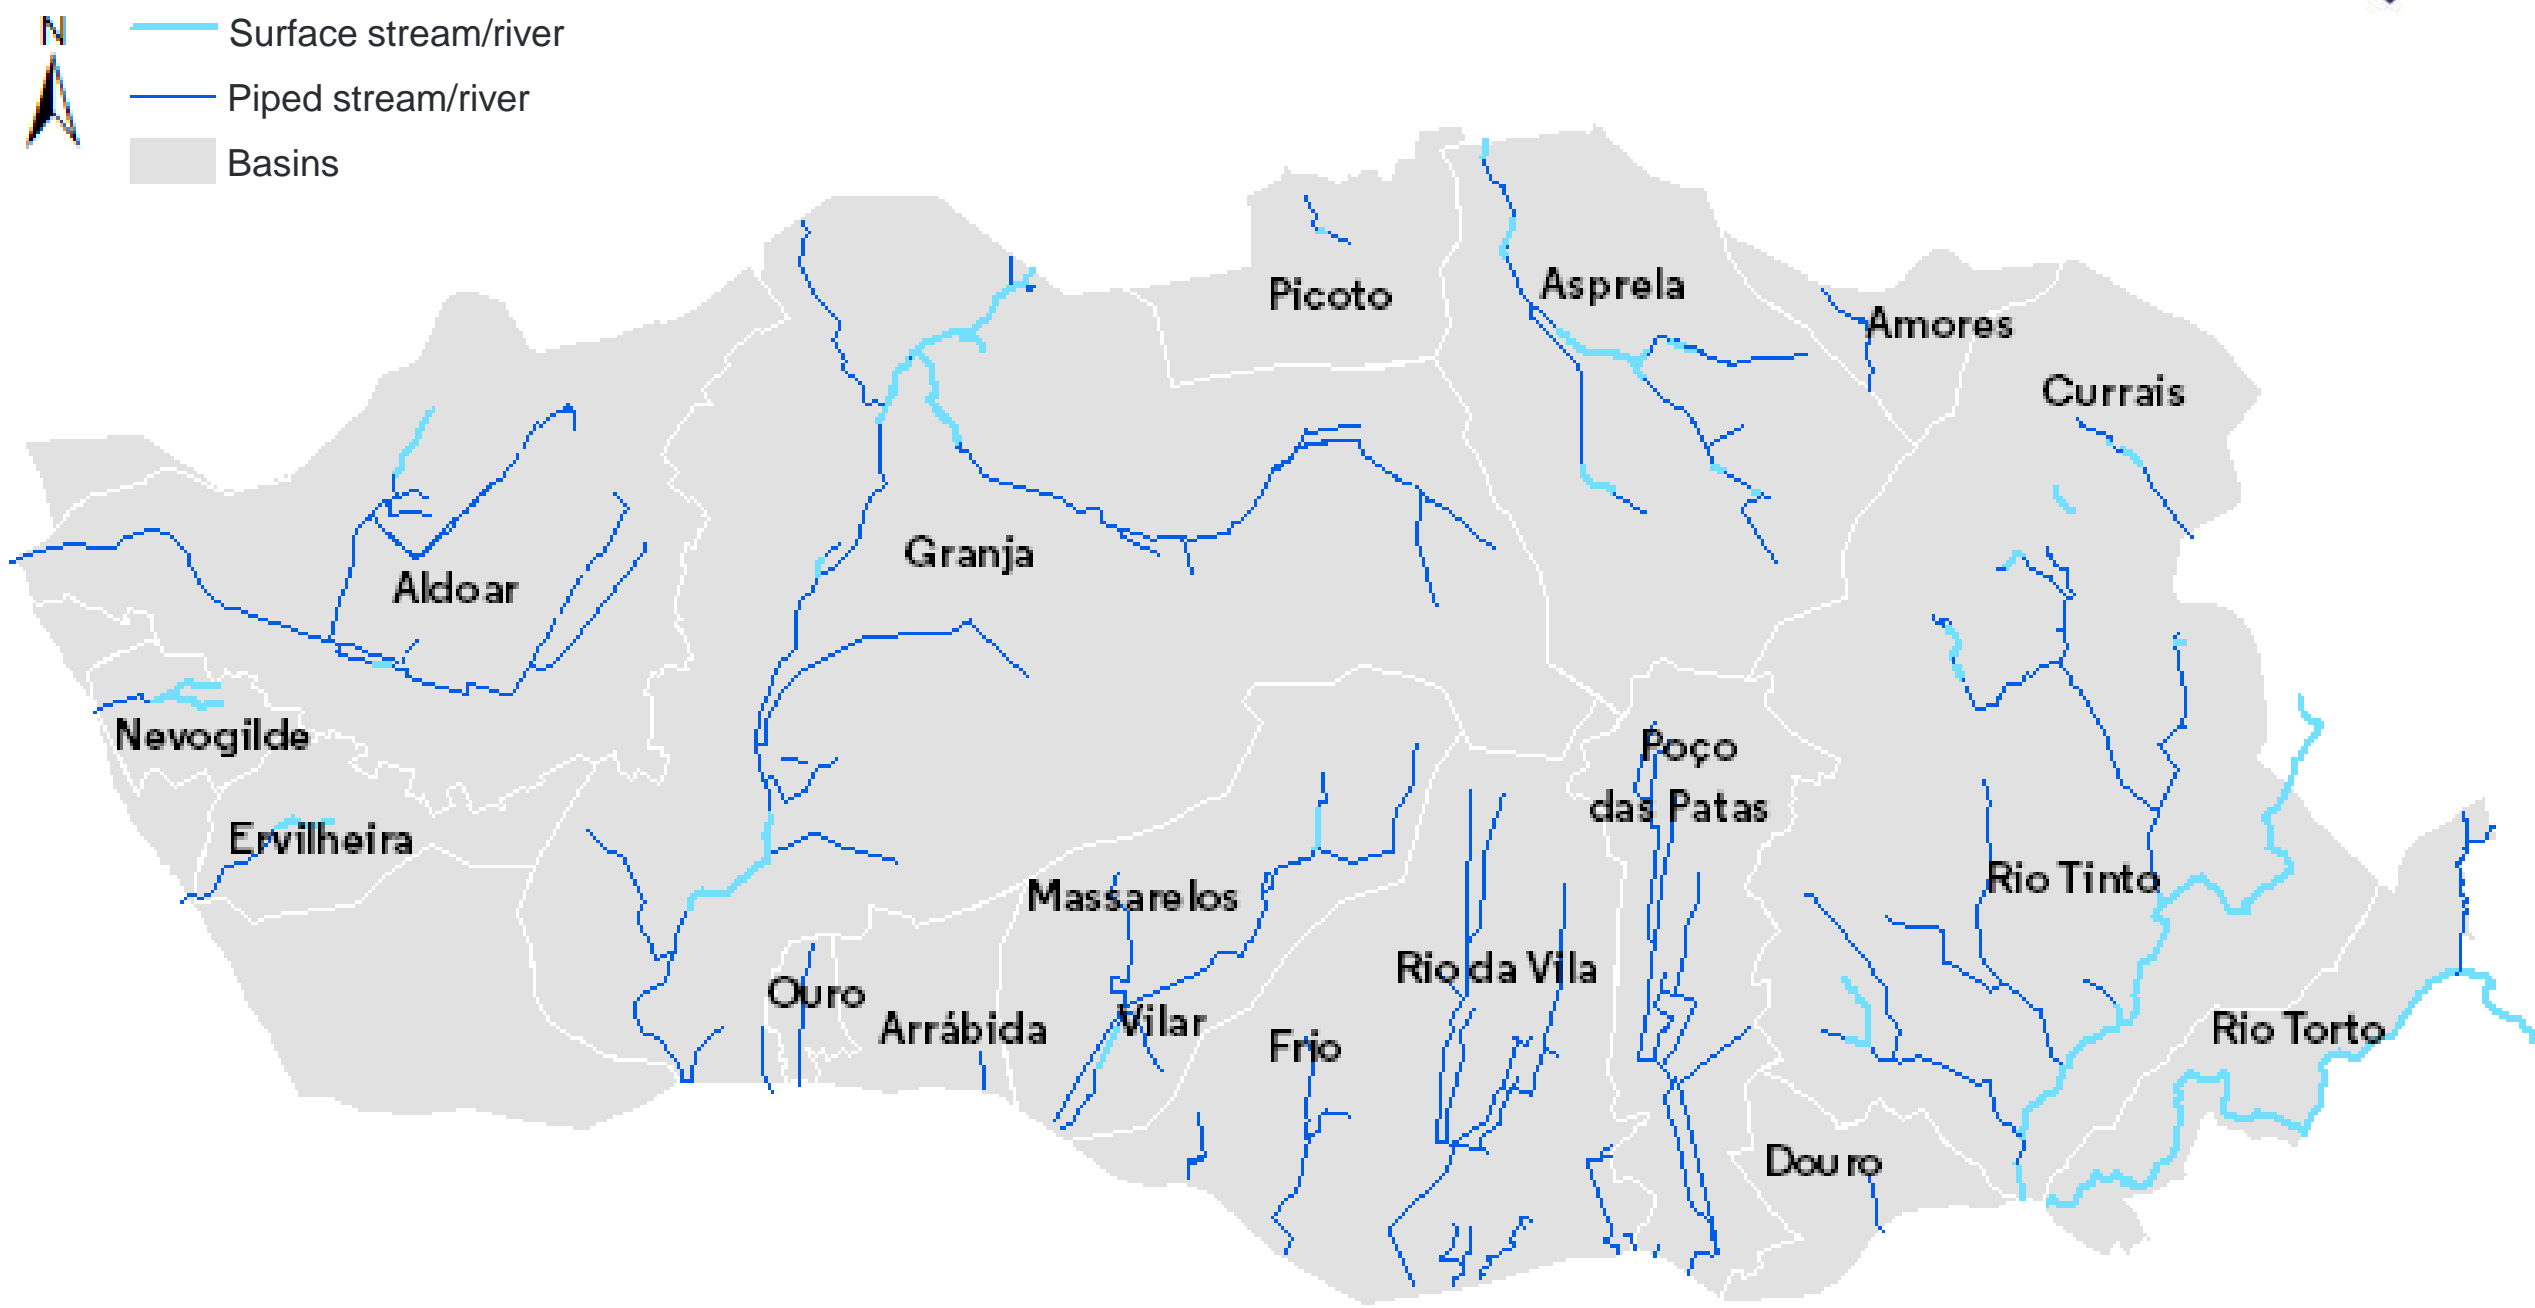 N
Surface stream/river
Piped stream/river
Basins
Picoto
Asprela
Amores
Currais
Granja
Aldoar
Nevogilde
Poço
das Patas
Ervilheira
Massarelos
Rio Tinto
Rio da Vila
Ouro
Arrábida
Vilar
Frio
Rio Torto
Douro